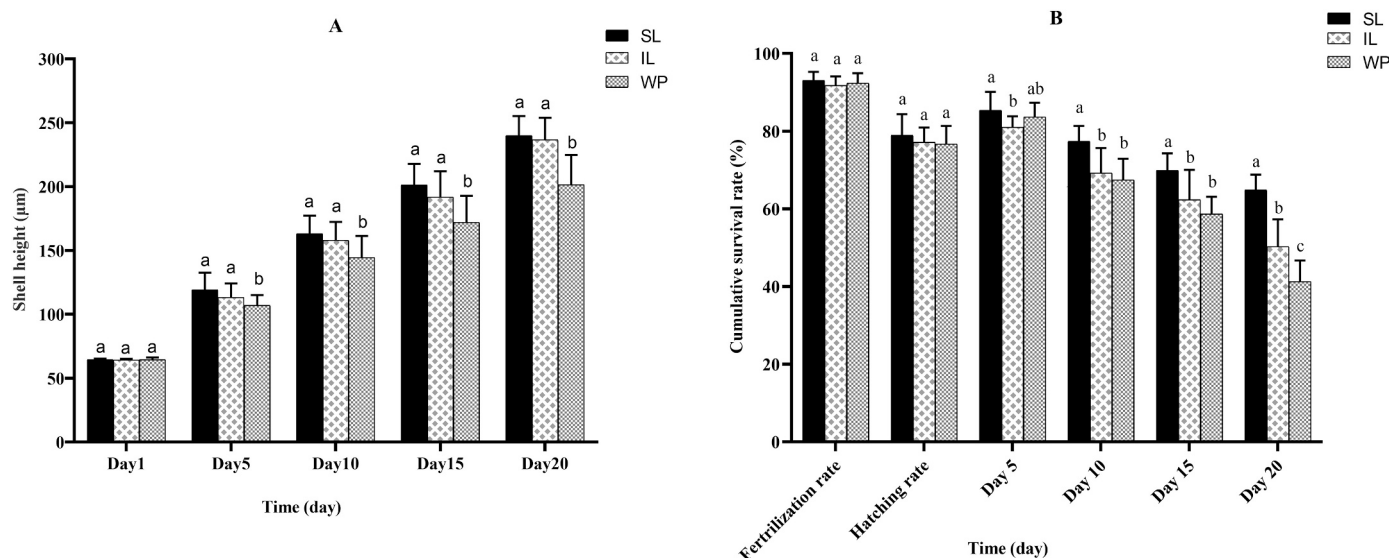 A
SL
IL
WP
300
250
200
150
100
50
0
Shell height (μm)
a a a
a a b
a a b
a a b
a a b
Day1 Day5 Day10 Day15 Day20
Time (day)
B
SL
IL
WP
100
80
60
40
20
0
Cumulative survival rate (%)
a a a
a a a
a b ab
a b b
a b b
a b c
Fertrilization rate
Hatching rate
Day 5
Day 10
Day 15
Day 20
Time (day)